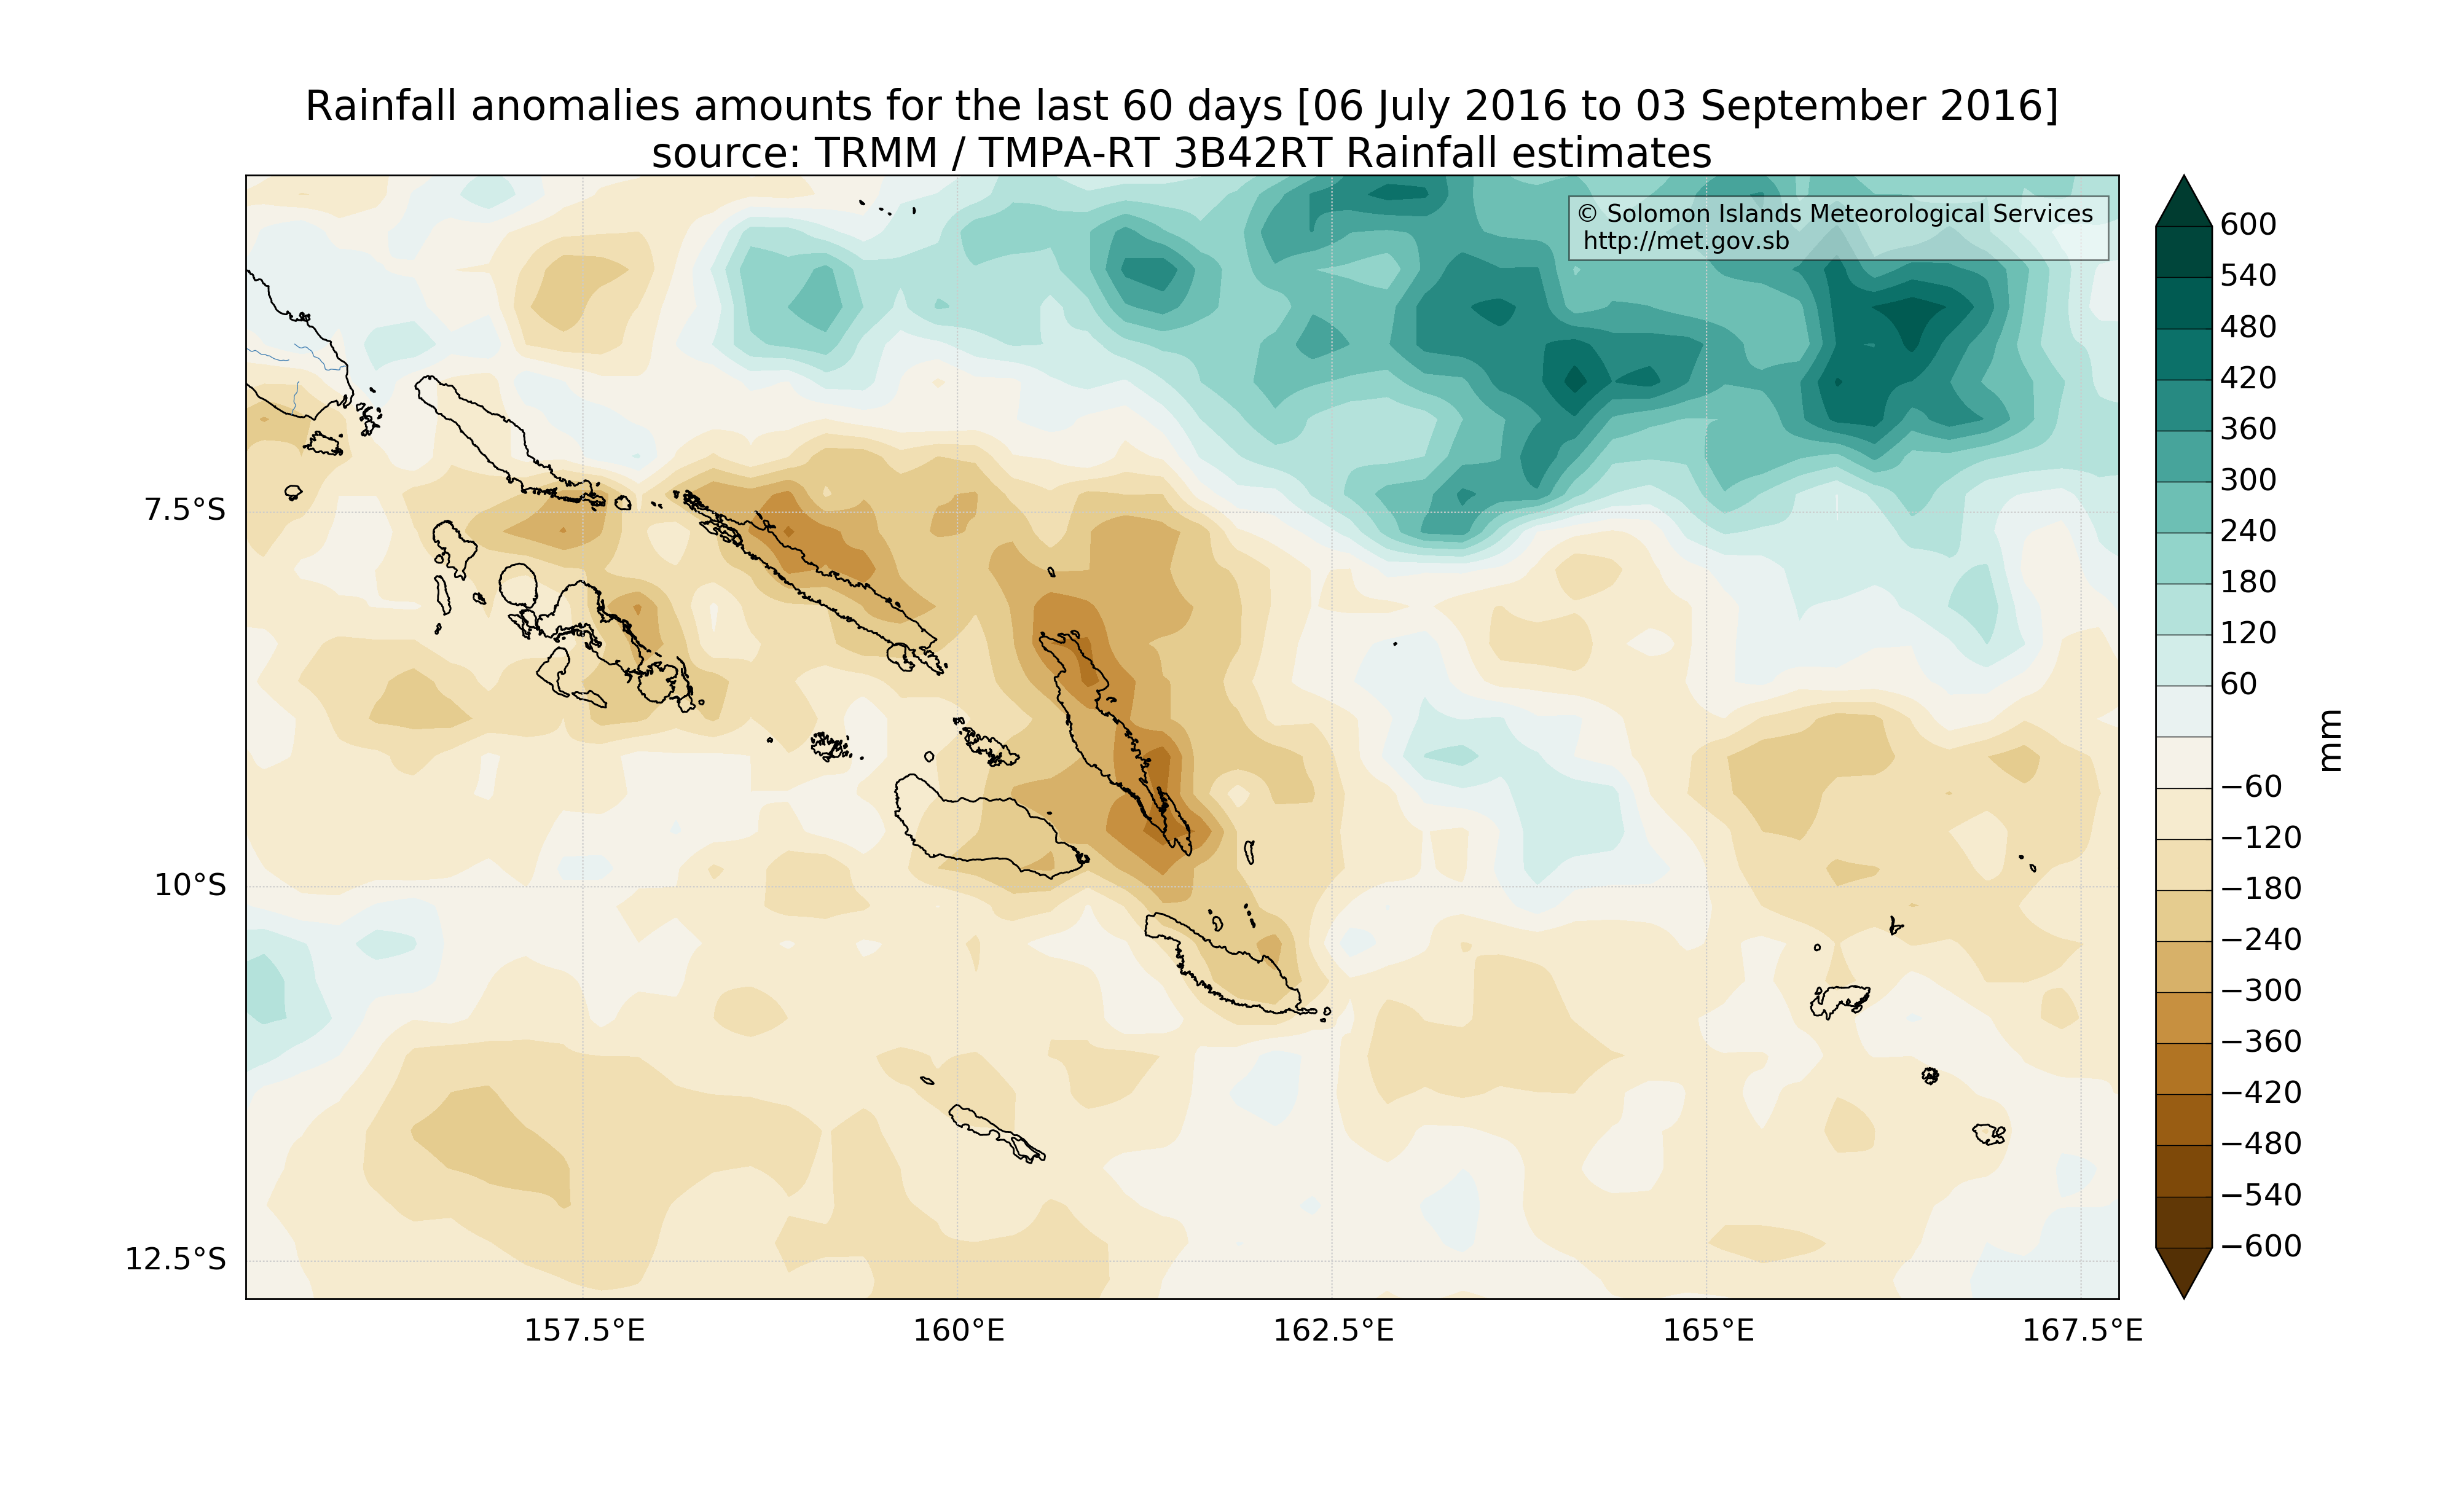 Rainfall anomalies amounts for the last 60 days [06 July 2016 to 03 September 2016]
source: TRMM / TMPA-RT 3B42RT Rainfall estimates
© Solomon Islands Meteorological Services
http://met.gov.sb
7.5°S
10°S
12.5°S
157.5°E
160°E
162.5°E
165°E
167.5°E
600
540
480
420
360
300
240
180
120
60
−60
−120
−180
−240
−300
−360
−420
−480
−540
−600
mm